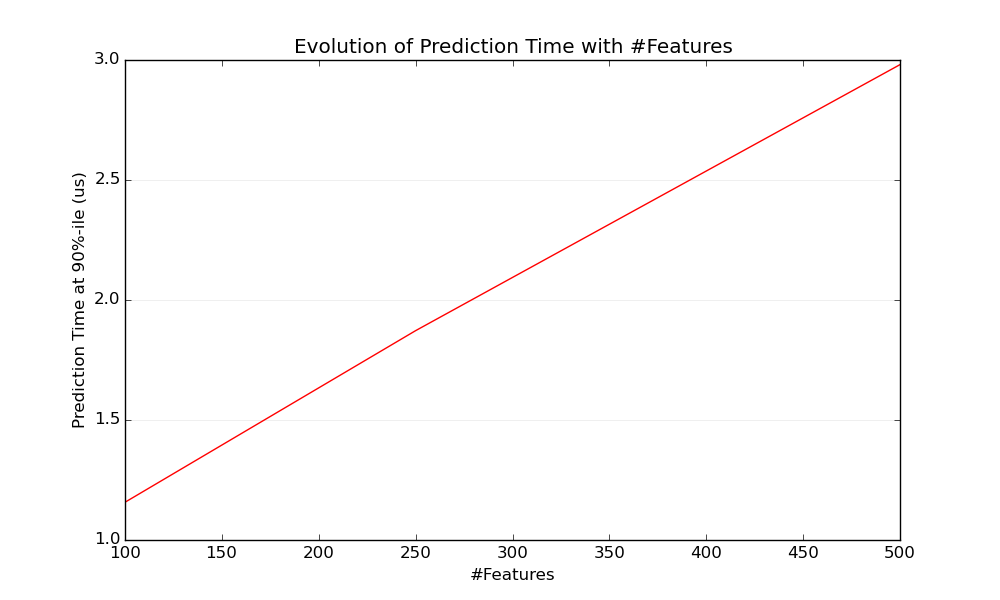 Evolution of Prediction Time with #Features
Prediction Time at 90%-ile (us)
3.0
2.5
2.0
1.5
1.0
100 150 200 250 300 350 400 450 500
#Features